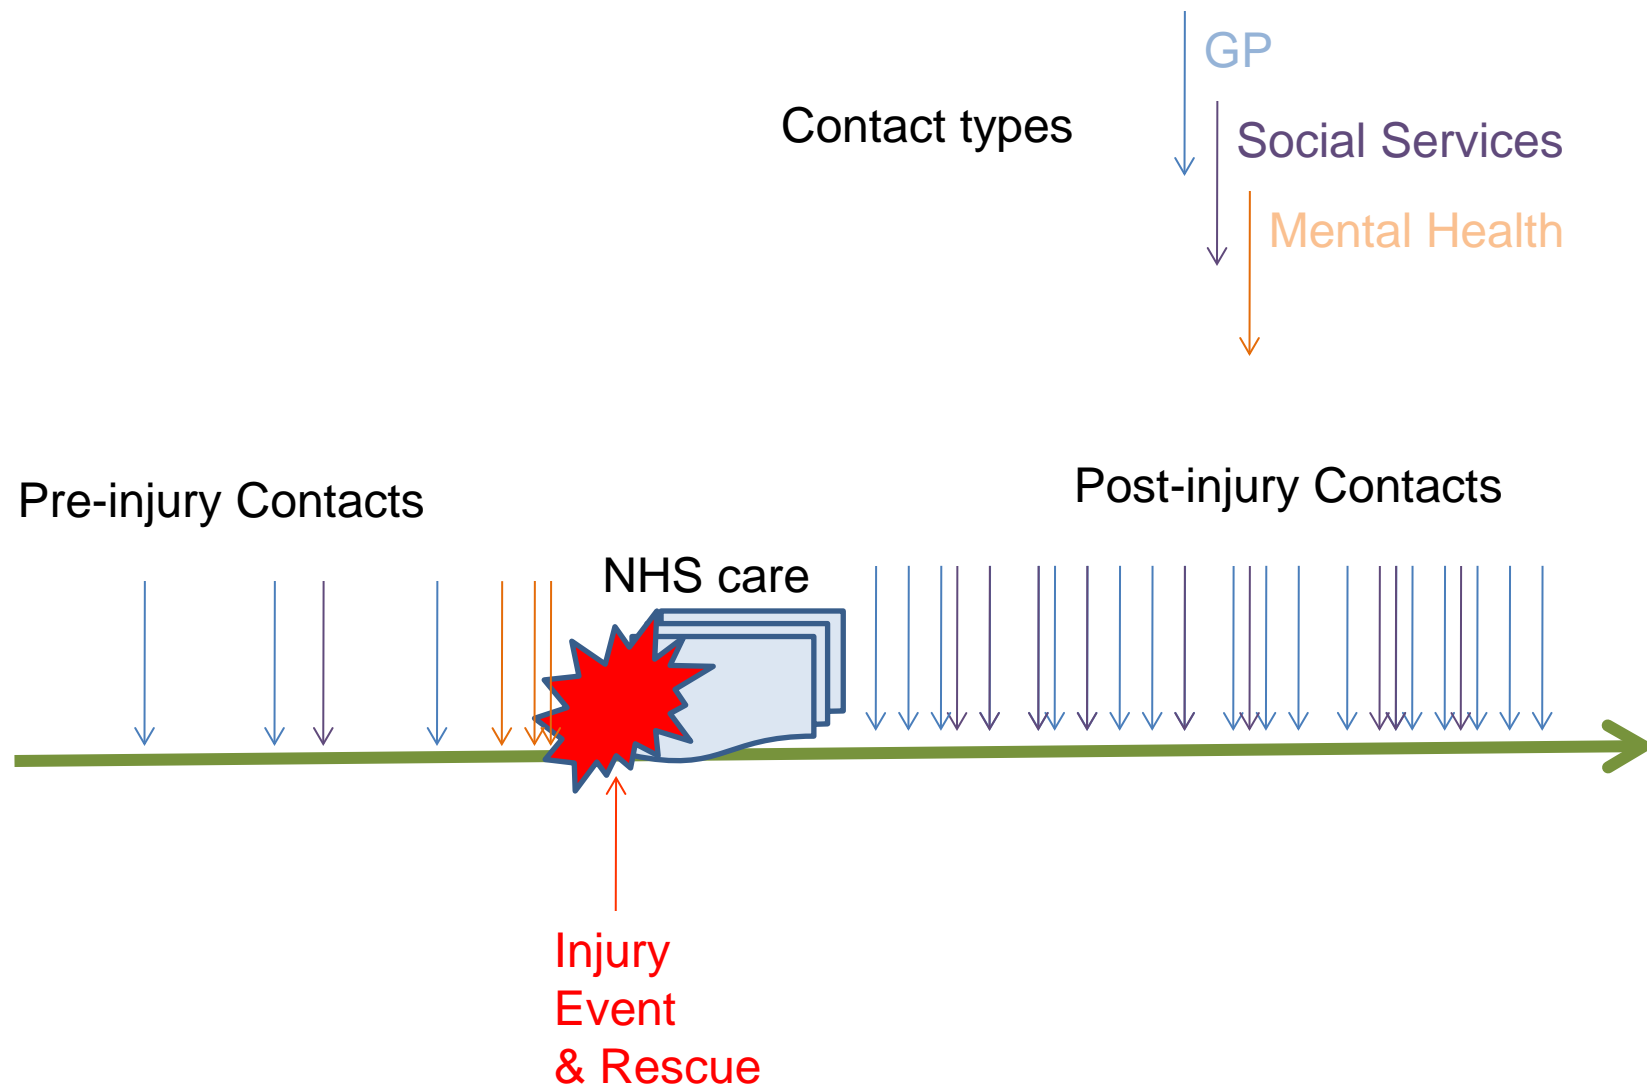 GP
Contact types
Social Services
Mental Health
Pre-injury Contacts
Post-injury Contacts
NHS care
Injury
Event
& Rescue